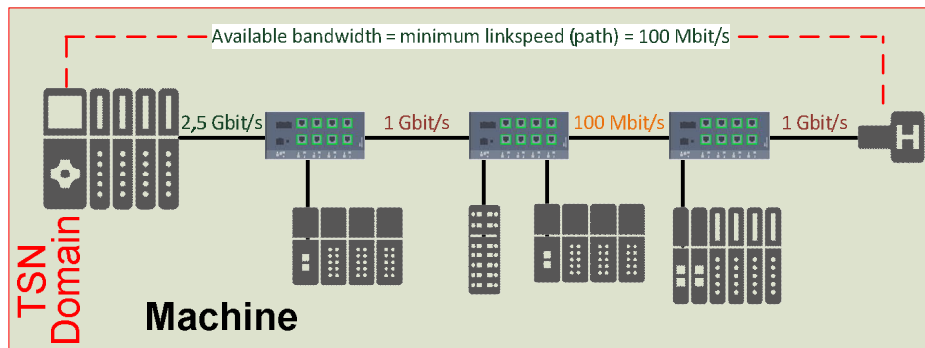 Available bandwidth = minimum linkspeed (path) = 100 Mbit/s
2,5 Gbit/s
1 Gbit/s
100 Mbit/s
1 Gbit/s
TSN
Domain
Machine